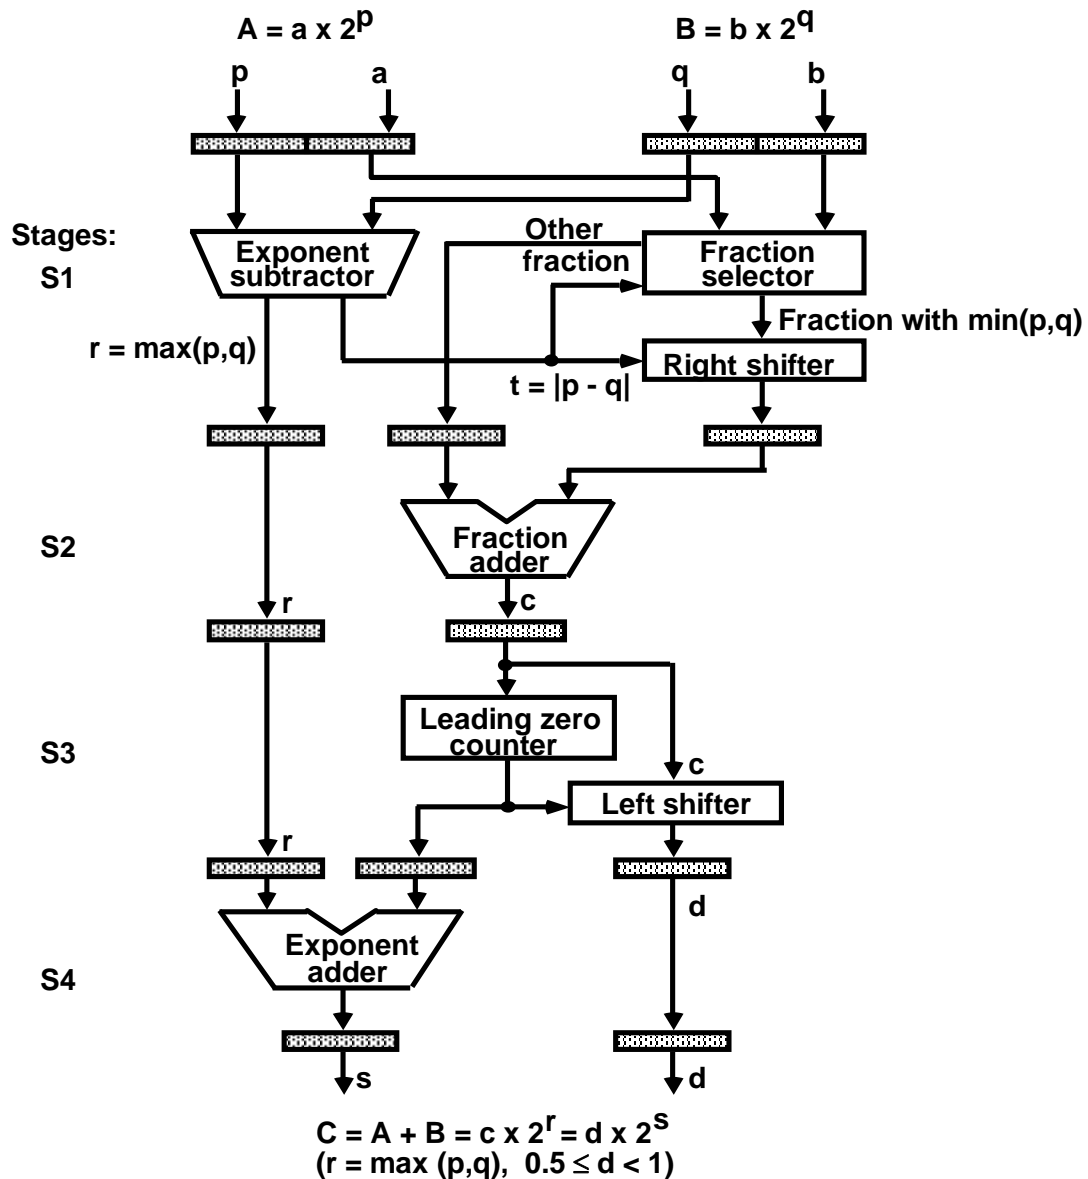 A = a x 2^p
B = b x 2^q
p
a
q
b
Stages:
S1
Exponent
subtractor
Other
fraction
Fraction
selector
Fraction with min(p,q)
r = max(p,q)
Right shifter
t = |p - q|
S2
Fraction
adder
r
c
S3
Leading zero
counter
c
Left shifter
r
d
S4
Exponent
adder
s
d
C = A + B = c x 2^r = d x 2^s
(r = max (p,q), 0.5 ≤ d < 1)